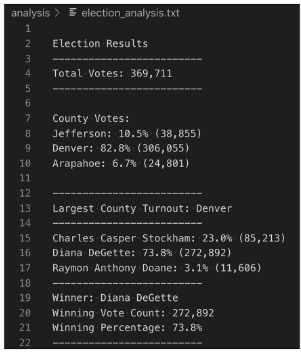 analysis > election_analysis.txt
1
2 Election Results
3 -------------------------
4 Total Votes: 369,711
5 -------------------------
6
7 County Votes:
8 Jefferson: 10.5% (38,855)
9 Denver: 82.8% (306,055)
10 Arapahoe: 6.7% (24,801)
11
12 -------------------------
13 Largest County Turnout: Denver
14 -------------------------
15 Charles Casper Stockham: 23.0% (85,213)
16 Diana DeGette: 73.8% (272,892)
17 Raymon Anthony Doane: 3.1% (11,606)
18 -------------------------
19 Winner: Diana DeGette
20 Winning Vote Count: 272,892
21 Winning Percentage: 73.8%
22 -------------------------